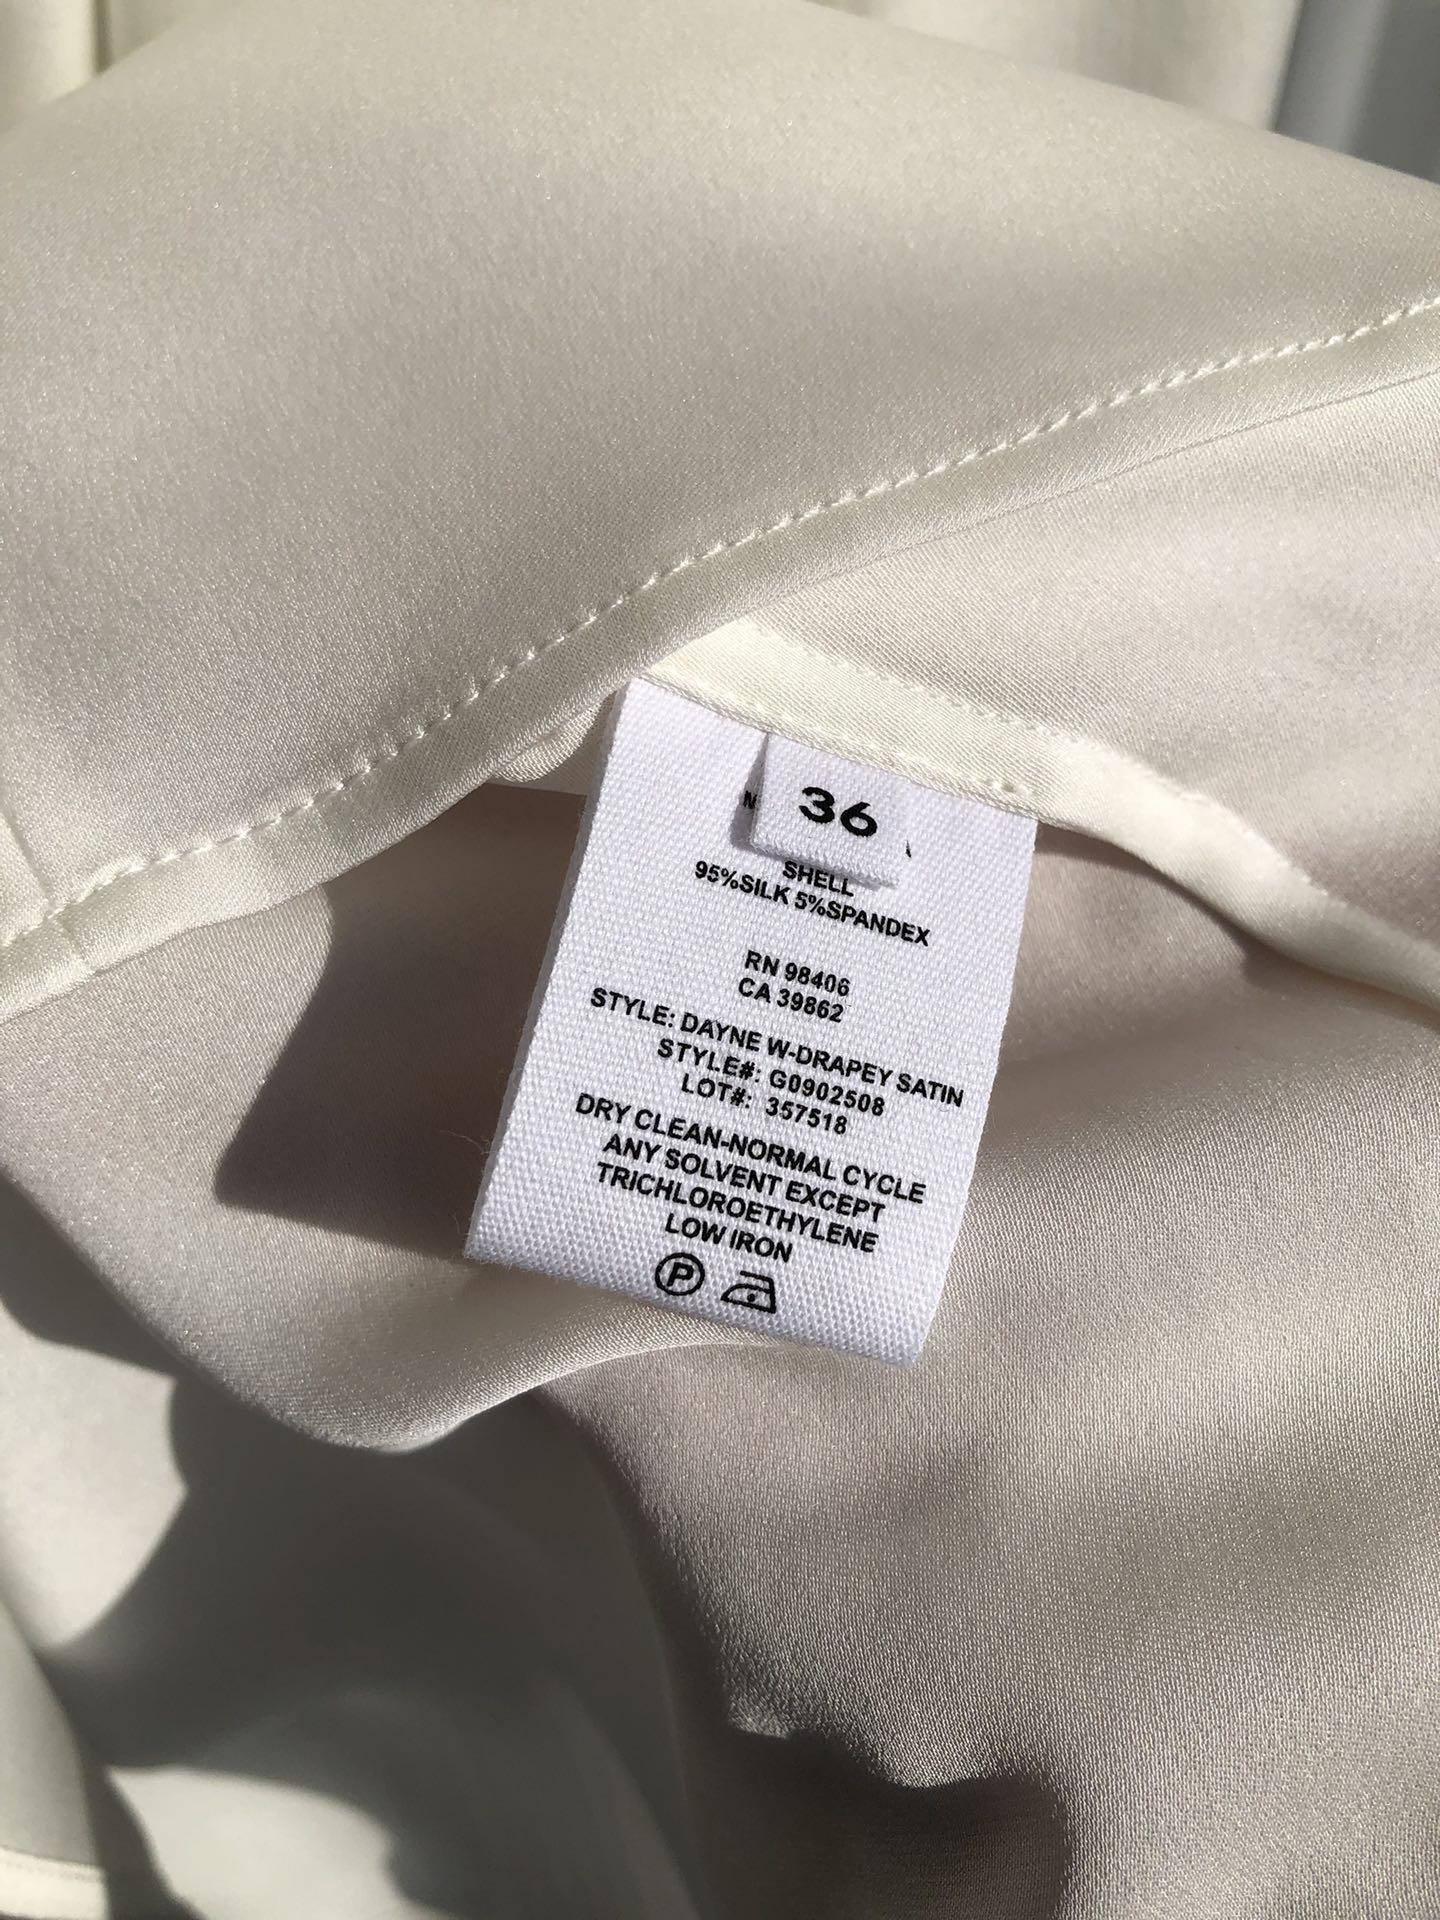 36
SHELL
95%SILK 5%SPANDEX
RN 98406
CA 39862
STYLE: DAYNE W-DRAPEY SATIN
STYLE#: G0902508
LOT#: 357518
DRY CLEAN-NORMAL CYCLE
ANY SOLVENT EXCEPT
TRICHLOROETHYLENE
LOW IRON
P